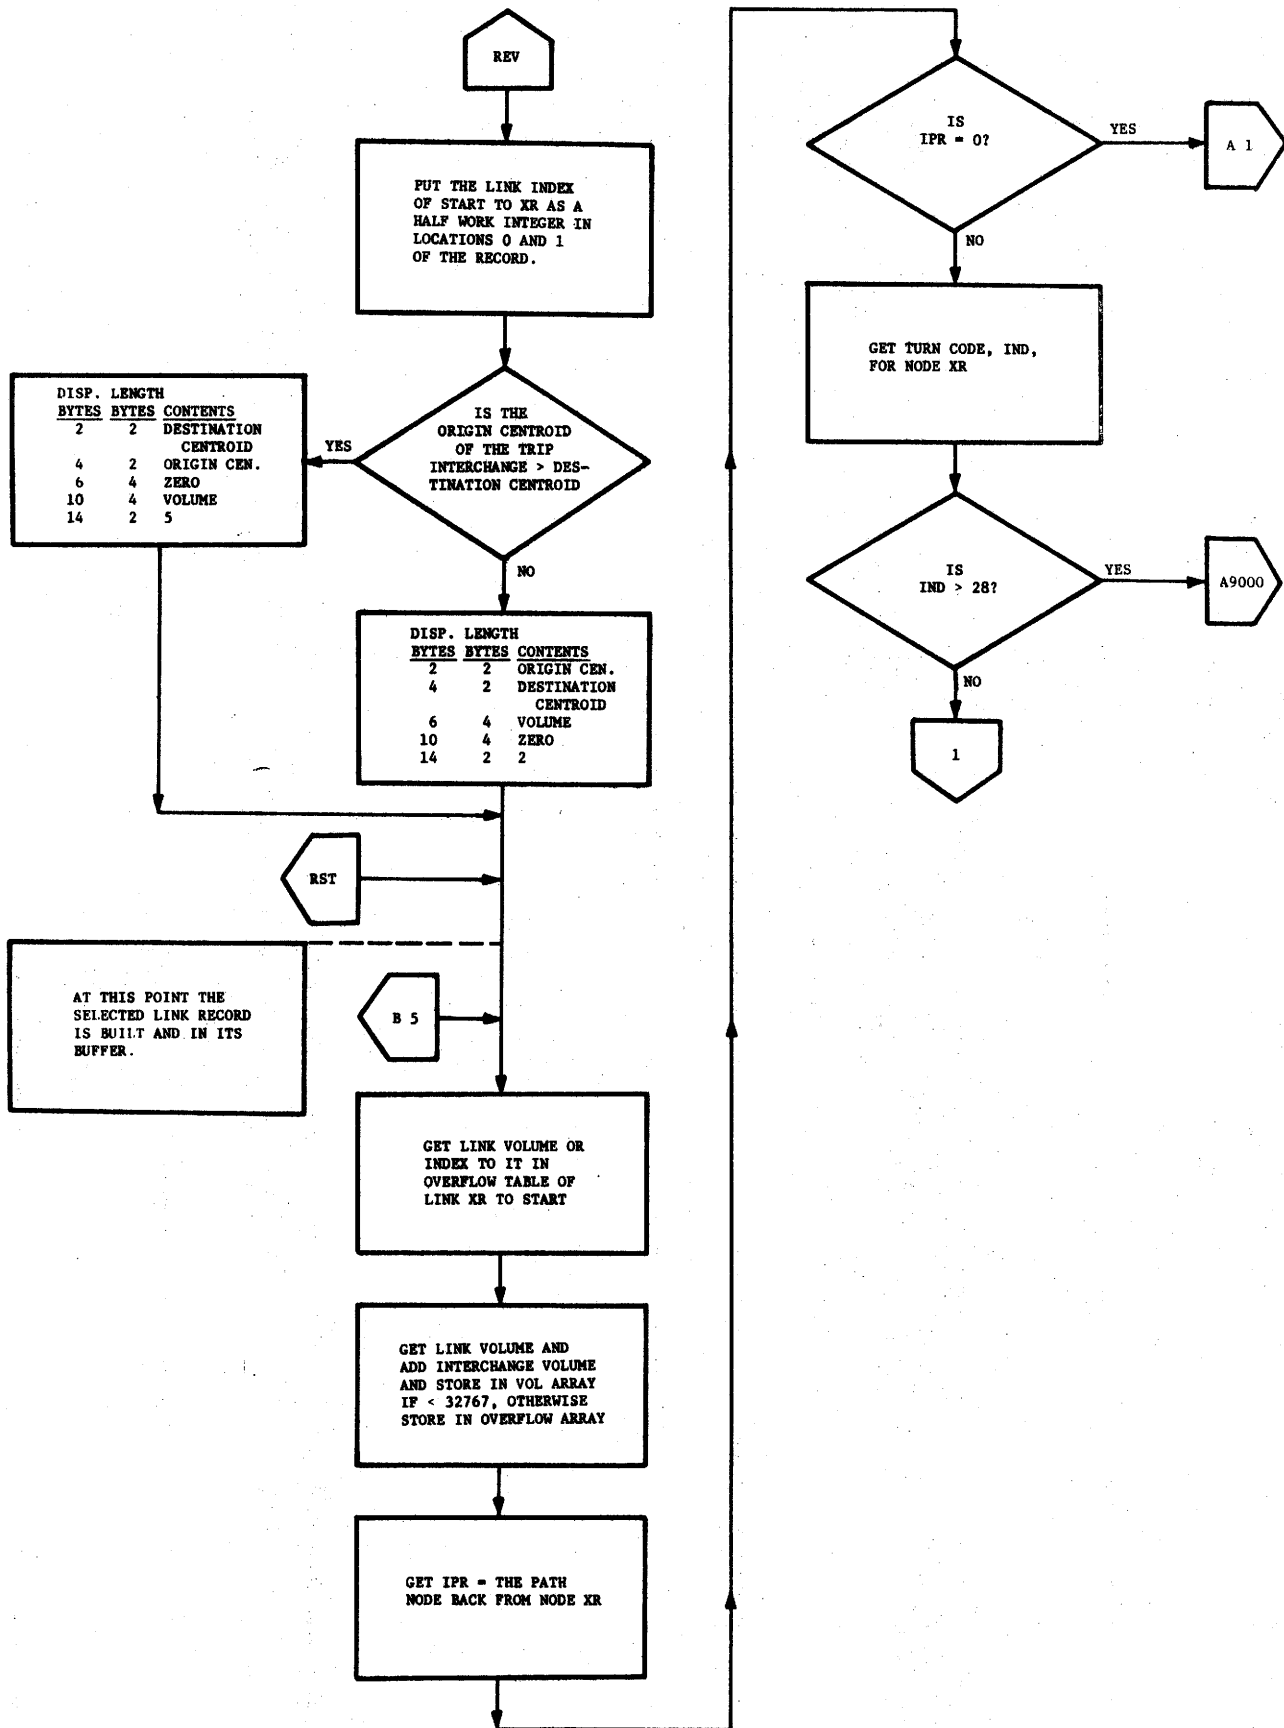 REV
PUT THE LINK INDEX
OF START TO XR AS A
HALF WORK INTEGER IN
LOCATIONS 0 AND 1
OF THE RECORD.
IS THE
ORIGIN CENTROID
OF THE TRIP
INTERCHANGE > DES-
TINATION CENTROID
YES
DISP. LENGTH
BYTES BYTES CONTENTS
2 2 DESTINATION
CENTROID
4 2 ORIGIN CEN.
6 4 ZERO
10 4 VOLUME
14 2 5
NO
DISP. LENGTH
BYTES BYTES CONTENTS
2 2 ORIGIN CEN.
4 2 DESTINATION
CENTROID
6 4 VOLUME
10 4 ZERO
14 2 2
RST
AT THIS POINT THE
SELECTED LINK RECORD
IS BUILT AND IN ITS
BUFFER.
B 5
GET LINK VOLUME OR
INDEX TO IT IN
OVERFLOW TABLE OF
LINK XR TO START
GET LINK VOLUME AND
ADD INTERCHANGE VOLUME
AND STORE IN VOL ARRAY
IF < 32767, OTHERWISE
STORE IN OVERFLOW ARRAY
GET IPR = THE PATH
NODE BACK FROM NODE XR
IS
IPR = 0?
YES
A 1
NO
GET TURN CODE, IND,
FOR NODE XR
IS
IND > 28?
YES
A9000
NO
1